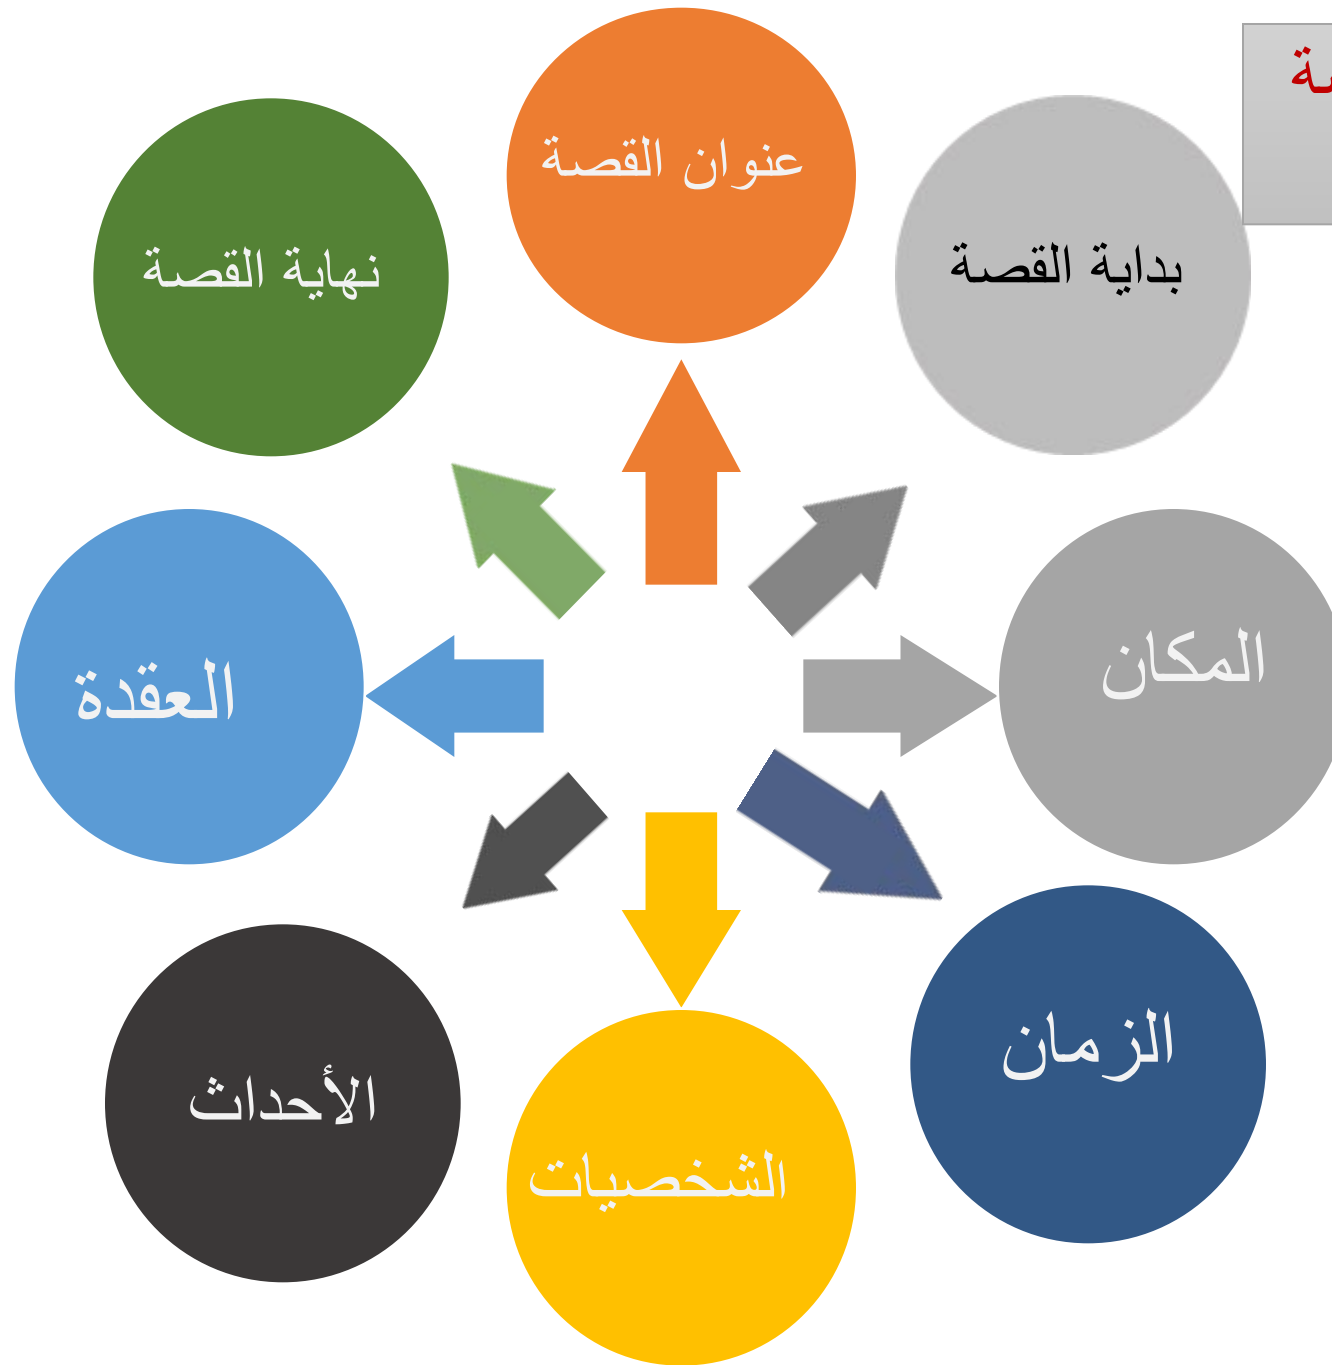 عنوان القصة
بداية القصة
المكان
الزمان
الشخصيات
الأحداث
العقدة
نهاية القصة